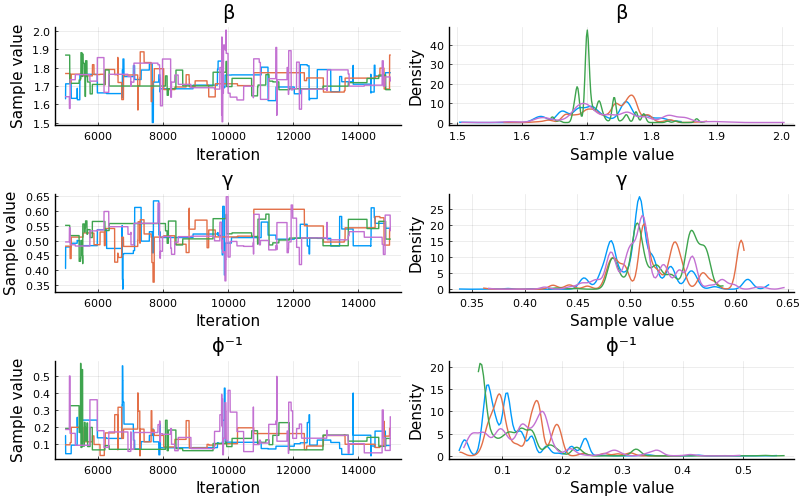 β
Sample value
2.0
1.9
1.8
1.7
1.6
1.5
6000 8000 10000 12000 14000
Iteration
β
Density
40
30
20
10
0
1.5 1.6 1.7 1.8 1.9 2.0
Sample value
γ
Sample value
0.65
0.60
0.55
0.50
0.45
0.40
0.35
6000 8000 10000 12000 14000
Iteration
γ
Density
25
20
15
10
5
0
0.35 0.40 0.45 0.50 0.55 0.60 0.65
Sample value
ϕ⁻¹
Sample value
0.5
0.4
0.3
0.2
0.1
6000 8000 10000 12000 14000
Iteration
ϕ⁻¹
Density
20
15
10
5
0
0.1 0.2 0.3 0.4 0.5
Sample value